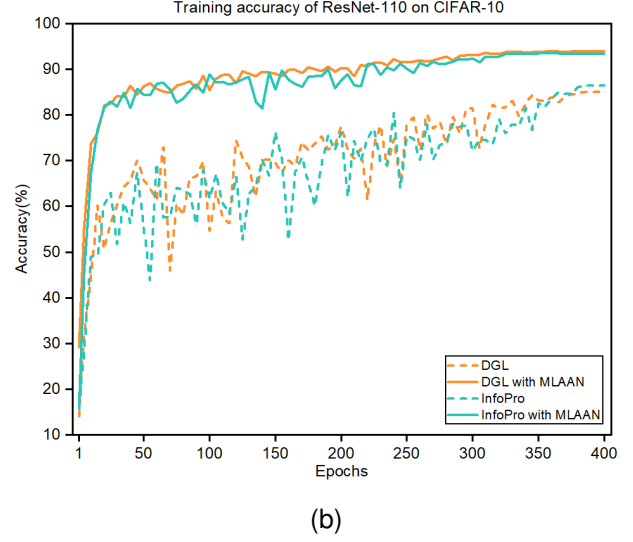 Training accuracy of ResNet-110 on CIFAR-10
100
90
80
70
60
50
40
30
20
10
Accuracy(%)
DGL
DGL with MLAAN
InfoPro
InfoPro with MLAAN
1 50 100 150 200 250 300 350 400
Epochs
(b)